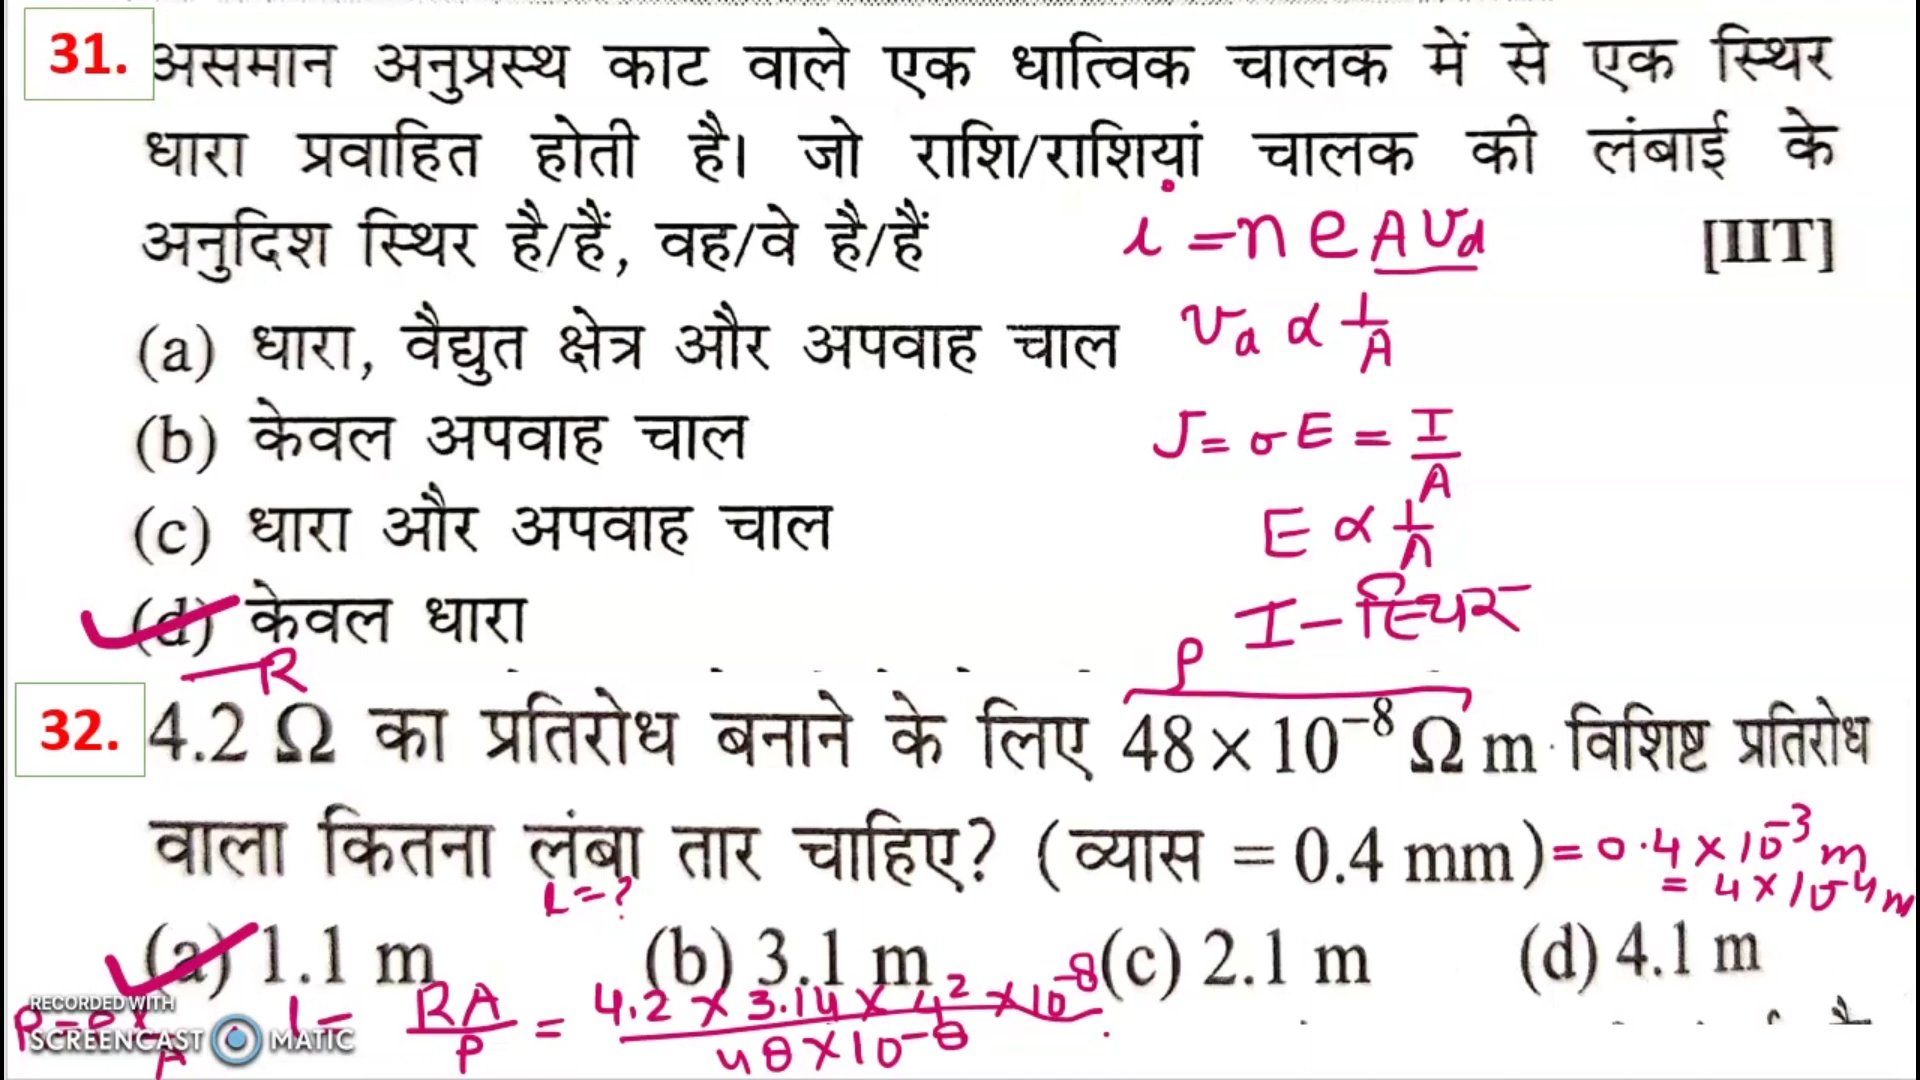 31. असमान अनुप्रस्थ काट वाले एक धात्विक चालक में से एक स्थिर
धारा प्रवाहित होती है। जो राशि/राशियां चालक की लंबाई के
अनुदिश स्थिर है/हैं, वह/वे है/हैं [IIT]
i = n e A Vd
(a) धारा, वैद्युत क्षेत्र और अपवाह चाल
Vd ∝ 1/A
(b) केवल अपवाह चाल
J = σE = I/A
(c) धारा और अपवाह चाल
E ∝ 1/A
(d) केवल धारा
I – स्थिर
R
ρ
32. 4.2 Ω का प्रतिरोध बनाने के लिए 48 × 10⁻⁸ Ω m विशिष्ट प्रतिरोध
वाला कितना लंबा तार चाहिए? (व्यास = 0.4 mm) = 0.4 × 10⁻³ m
= 4 × 10⁻⁴ m
L = ?
(a) 1.1 m (b) 3.1 m (c) 2.1 m (d) 4.1 m
l = RA/ρ = 4.2 × 3.14 × 4² × 10⁻⁸ / 48 × 10⁻⁸
RECORDED WITH
SCREENCAST MATIC